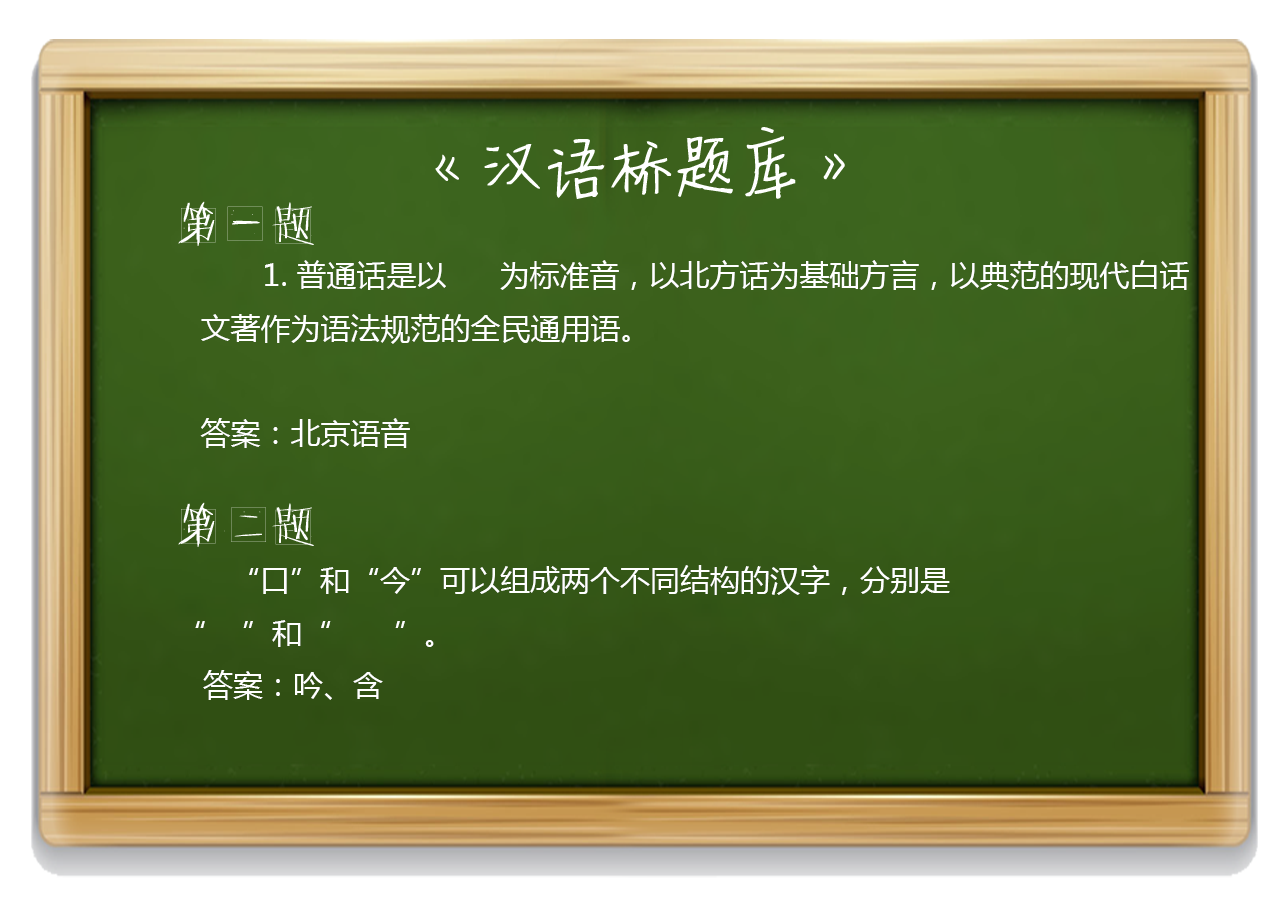 《汉语桥题库》
第一题
1. 普通话是以　　为标准音，以北方话为基础方言，以典范的现代白话
文著作为语法规范的全民通用语。
答案：北京语音
第二题
“口”和“今”可以组成两个不同结构的汉字，分别是
“　”和“　　”。
答案：吟、含